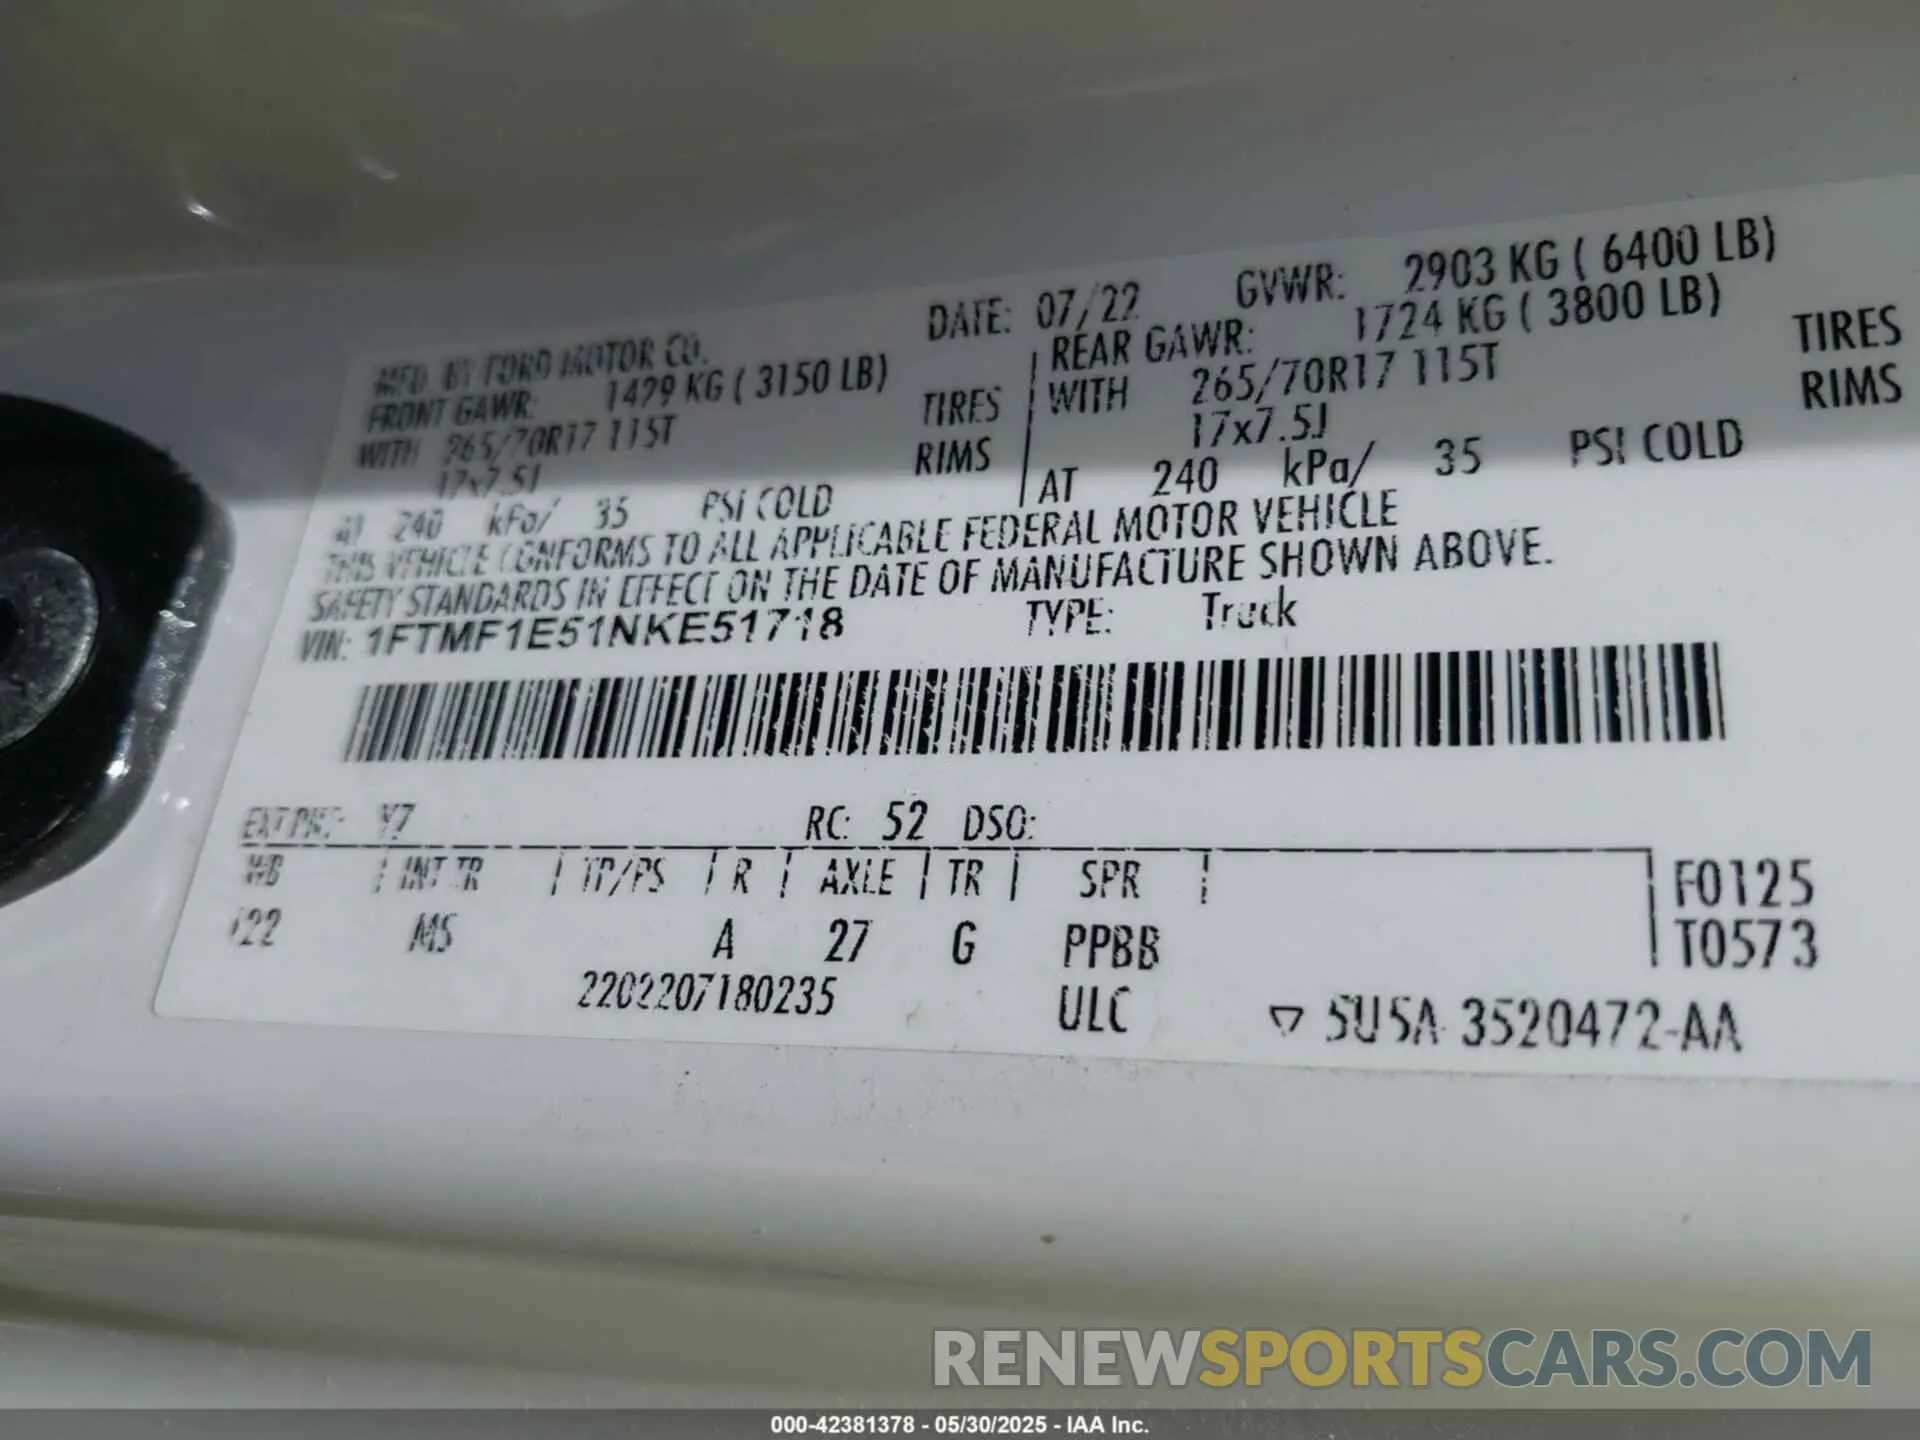 MFD. BY FORD MOTOR CO.
DATE: 07/22 GVWR: 2903 KG ( 6400 LB)
FRONT GAWR: 1429 KG ( 3150 LB)
WITH 265/70R17 115T TIRES
17x7.5J RIMS
AT 240 kPa/ 35 PSI COLD
REAR GAWR: 1724 KG ( 3800 LB)
WITH 265/70R17 115T TIRES
17x7.5J RIMS
AT 240 kPa/ 35 PSI COLD
THIS VEHICLE CONFORMS TO ALL APPLICABLE FEDERAL MOTOR VEHICLE
SAFETY STANDARDS IN EFFECT ON THE DATE OF MANUFACTURE SHOWN ABOVE.
VIN: 1FTMF1E51NKE51718 TYPE: Truck
EXT PNT: RC: 52 DSO:
WB | INT TR | TP/PS | R | AXLE | TR | SPR | F0125
122 MS A 27 G PPBB T0573
2202207180235 ULC ▽ 5U5A-3520472-AA
RENEWSPORTSCARS.COM
000-42381378 - 05/30/2025 - IAA Inc.